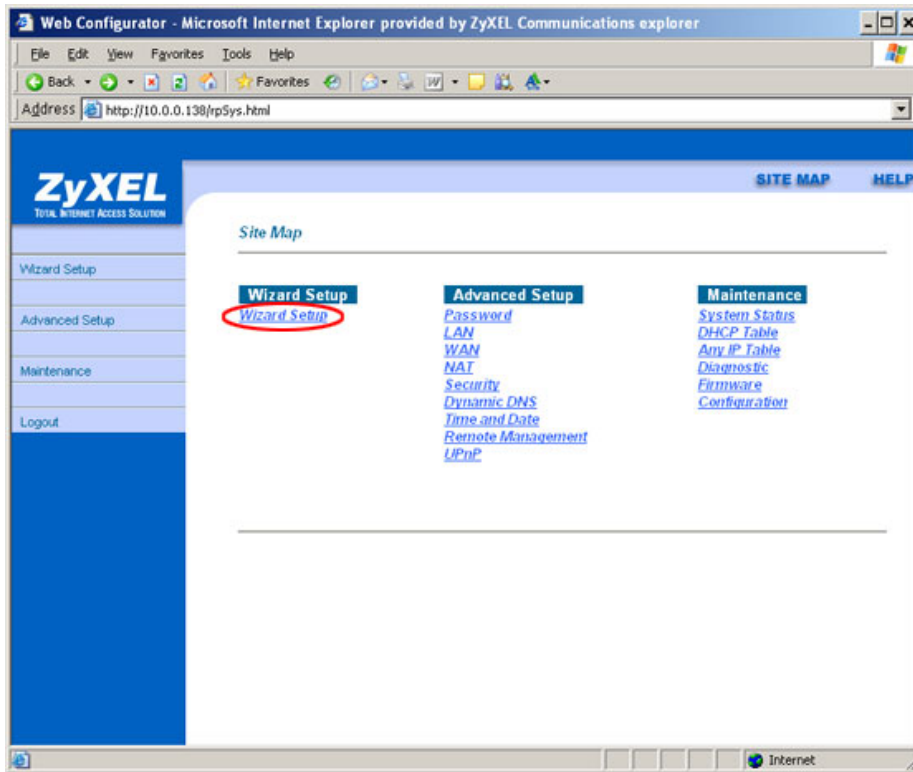 Web Configurator - Microsoft Internet Explorer provided by ZyXEL Communications explorer
File Edit View Favorites Tools Help
Back Favorites
Address http://10.0.0.138/rpSys.html
ZyXEL
TOTAL INTERNET ACCESS SOLUTION
SITE MAP HELP
Site Map
Wizard Setup
Advanced Setup
Maintenance
Logout
Wizard Setup
Wizard Setup
Advanced Setup
Password
LAN
WAN
NAT
Security
Dynamic DNS
Time and Date
Remote Management
UPnP
Maintenance
System Status
DHCP Table
Any IP Table
Diagnostic
Firmware
Configuration
Internet